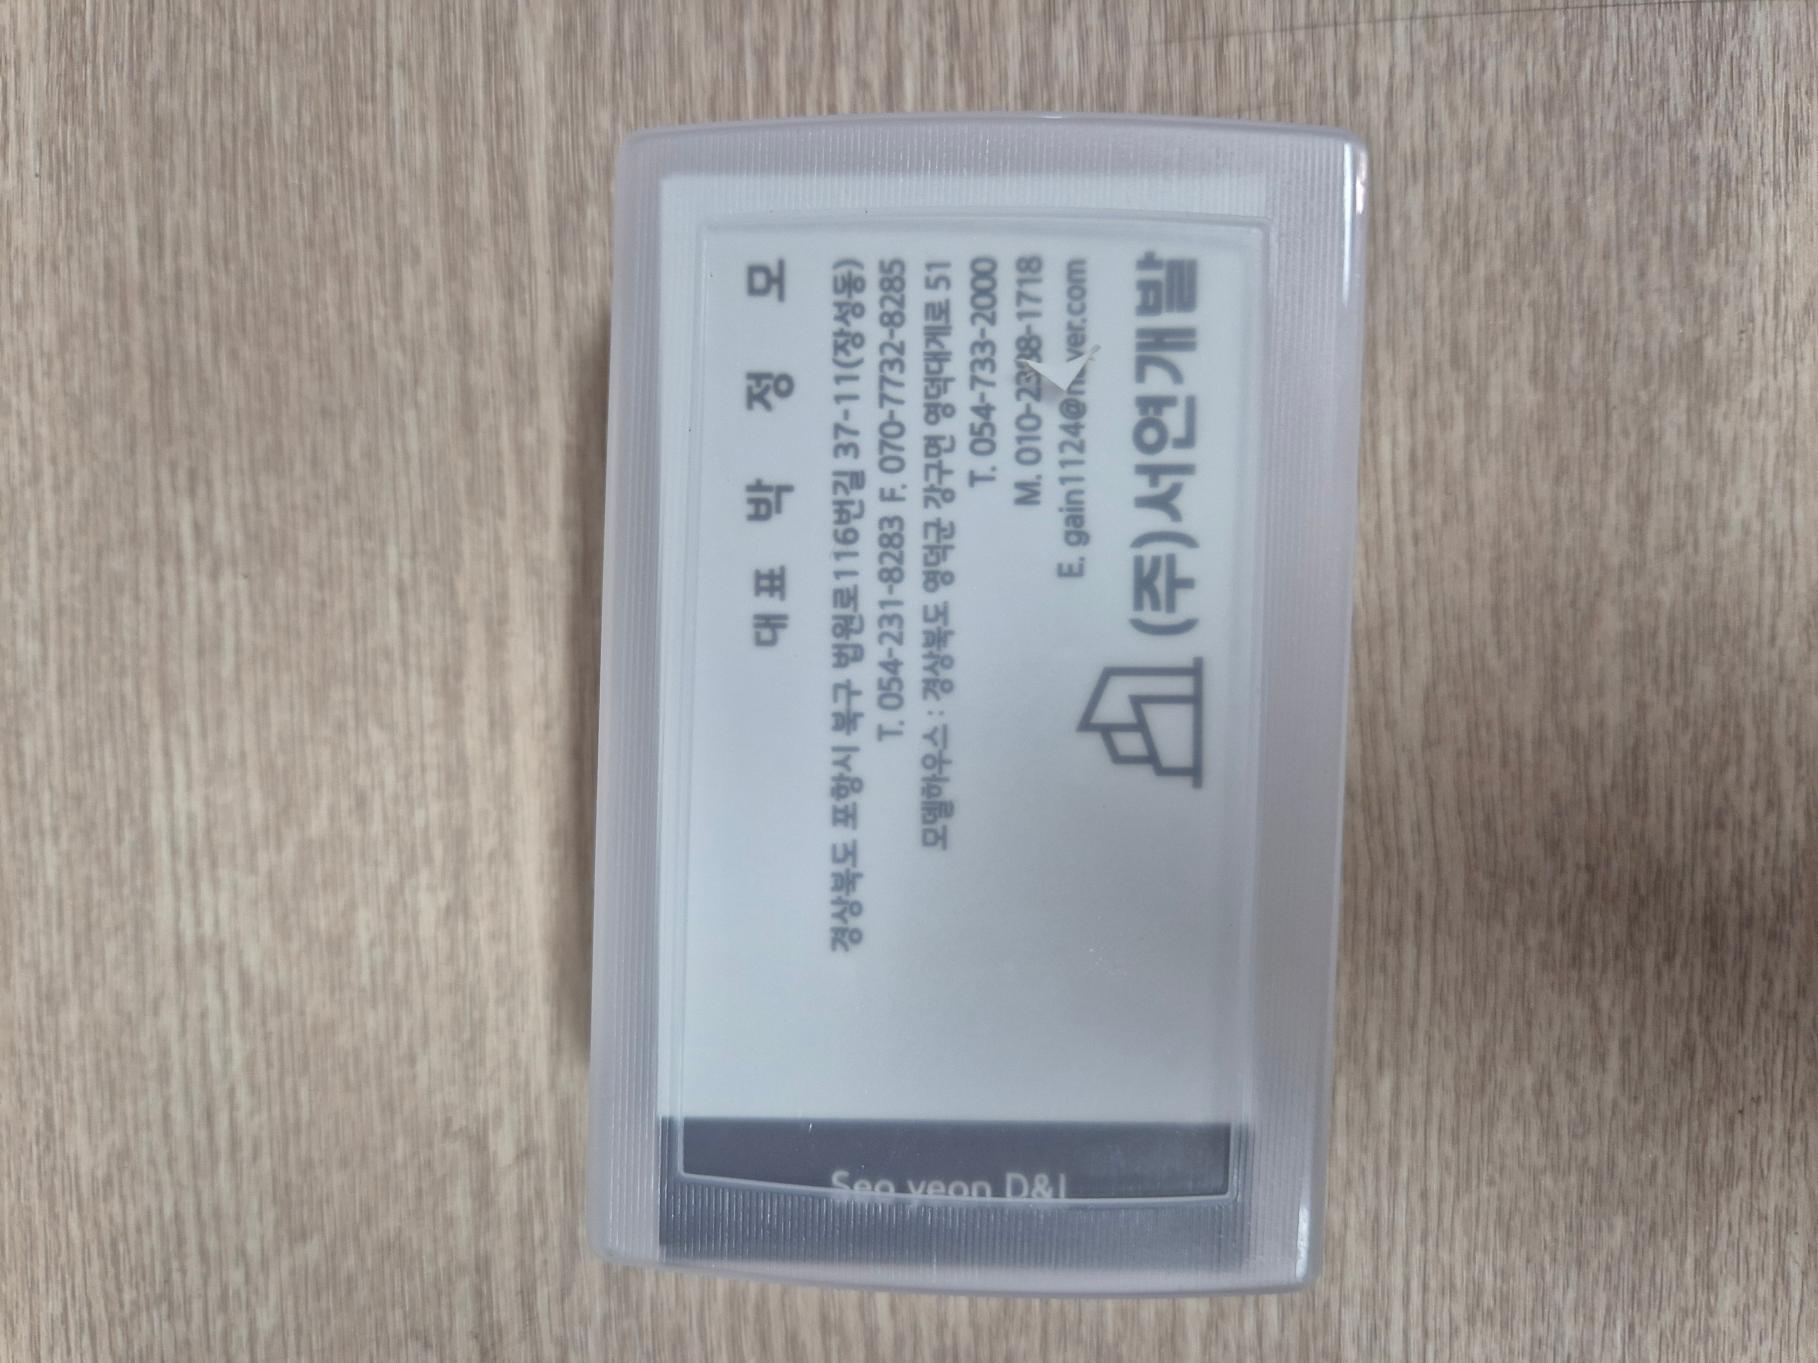 대표 박 정 모
경상북도 포항시 북구 법원로116번길 37-11(장성동)
T. 054-231-8283 F. 070-7732-8285
모델하우스 : 경상북도 영덕군 강구면 영덕대게로 51
T. 054-733-2000
M.
E.
(주)서연개발
Seo yeon D&I